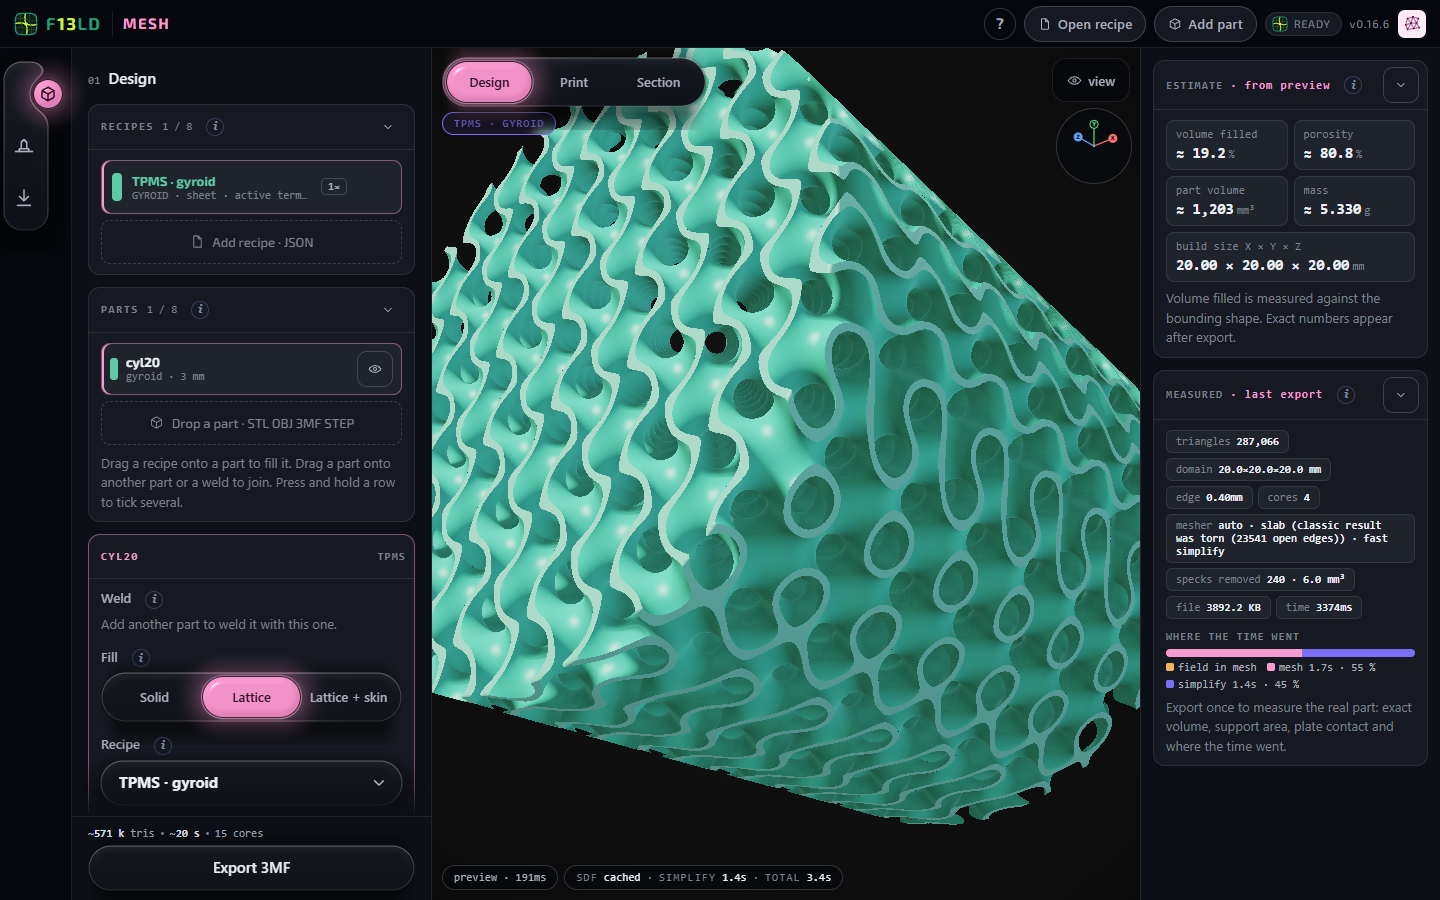 F13LD MESH
? Open recipe Add part READY v0.16.6
01 Design
RECIPES 1 / 8 i
TPMS · gyroid
GYROID · sheet · active term…
1×
Add recipe · JSON
PARTS 1 / 8 i
cyl20
gyroid · 3 mm
Drop a part · STL OBJ 3MF STEP
Drag a recipe onto a part to fill it. Drag a part onto
another part or a weld to join. Press and hold a row
to tick several.
CYL20 TPMS
Weld i
Add another part to weld it with this one.
Fill i
Solid Lattice Lattice + skin
Recipe i
TPMS · gyroid
~571 k tris • ~20 s • 15 cores
Export 3MF
Design Print Section
TPMS · GYROID
view
Y
Z
X
preview · 191ms
SDF cached · SIMPLIFY 1.4s · TOTAL 3.4s
ESTIMATE · from preview i
volume filled
≈ 19.2 %
porosity
≈ 80.8 %
part volume
≈ 1,203 mm³
mass
≈ 5.330 g
build size X × Y × Z
20.00 × 20.00 × 20.00 mm
Volume filled is measured against the
bounding shape. Exact numbers appear
after export.
MEASURED · last export i
triangles 287,066
domain 20.0×20.0×20.0 mm
edge 0.40mm
cores 4
mesher auto · slab (classic result
was torn (23541 open edges)) · fast
simplify
specks removed 240 · 6.0 mm³
file 3892.2 KB
time 3374ms
WHERE THE TIME WENT
field in mesh mesh 1.7s · 55 %
simplify 1.4s · 45 %
Export once to measure the real part: exact
volume, support area, plate contact and
where the time went.